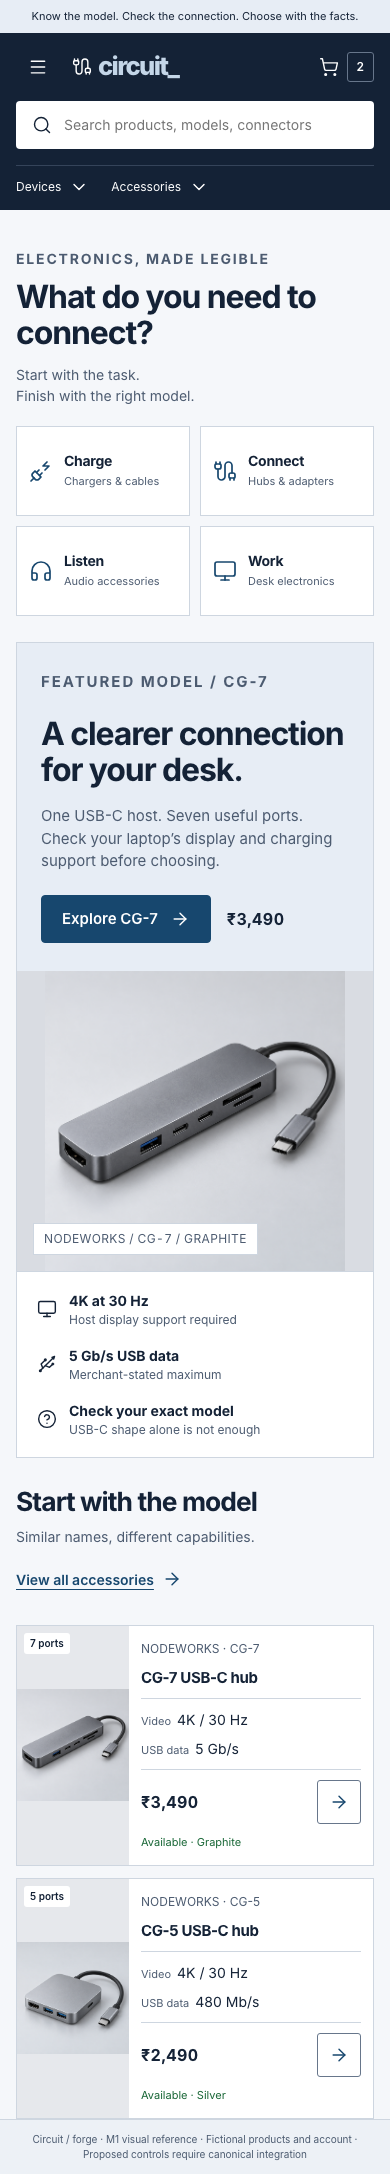 Know the model. Check the connection. Choose with the facts.
circuit_
2
Search products, models, connectors
Devices
Accessories
ELECTRONICS, MADE LEGIBLE
What do you need to
connect?
Start with the task.
Finish with the right model.
Charge
Chargers & cables
Connect
Hubs & adapters
Listen
Audio accessories
Work
Desk electronics
FEATURED MODEL / CG-7
A clearer connection
for your desk.
One USB-C host. Seven useful ports.
Check your laptop’s display and charging
support before choosing.
Explore CG-7
₹3,490
NODEWORKS / CG-7 / GRAPHITE
4K at 30 Hz
Host display support required
5 Gb/s USB data
Merchant-stated maximum
Check your exact model
USB-C shape alone is not enough
Start with the model
Similar names, different capabilities.
View all accessories
7 ports
NODEWORKS · CG-7
CG-7 USB-C hub
Video 4K / 30 Hz
USB data 5 Gb/s
₹3,490
Available · Graphite
5 ports
NODEWORKS · CG-5
CG-5 USB-C hub
Video 4K / 30 Hz
USB data 480 Mb/s
₹2,490
Available · Silver
Circuit / forge · M1 visual reference · Fictional products and account ·
Proposed controls require canonical integration